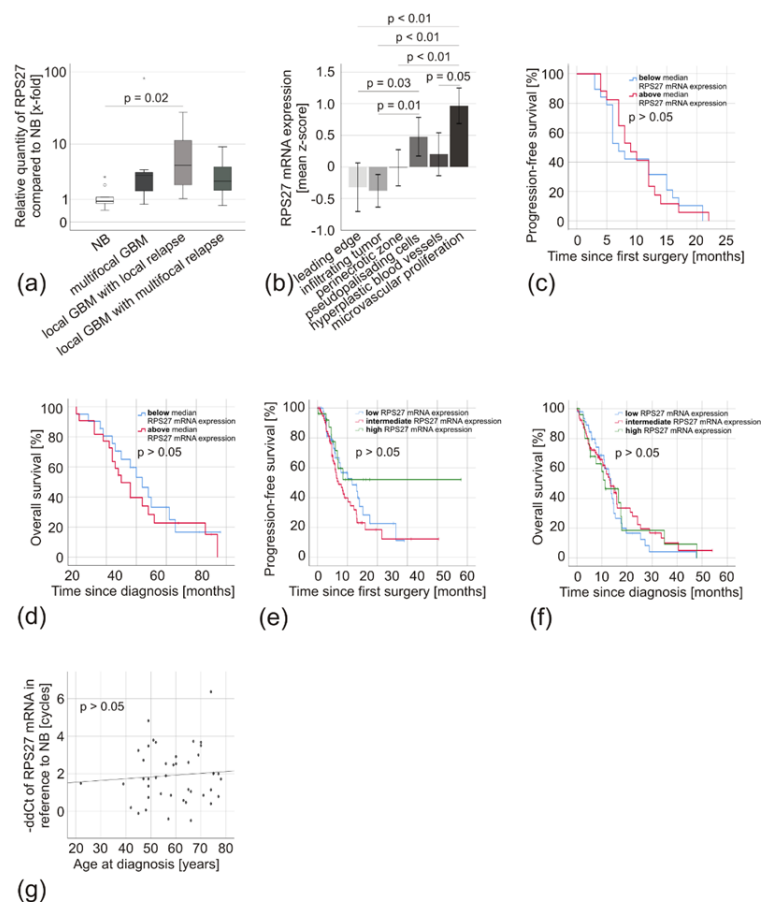 Relative quantity of RPS27
compared to NB [x-fold]
100
10
1
0
p = 0.02
NB
multifocal GBM
local GBM with local relapse
local GBM with multifocal relapse
(a)
RPS27 mRNA expression
[mean z-score]
p < 0.01
p < 0.01
p < 0.01
p = 0.03
p = 0.05
p = 0.01
+1.5
+1.0
0.5
0
-0.5
-1.0
leading edge
infiltrating tumor
perinecrotic zone
pseudopalisading cells
hyperplastic blood vessels
microvascular proliferation
(b)
Progression-free survival [%]
100
80
60
40
20
0
below median
RPS27 mRNA expression
above median
RPS27 mRNA expression
p > 0.05
0 5 10 15 20 25
Time since first surgery [months]
(c)
Overall survival [%]
100
80
60
40
20
0
below median
RPS27 mRNA expression
above median
RPS27 mRNA expression
p > 0.05
20 40 60 80
Time since diagnosis [months]
(d)
Progression-free survival [%]
100
80
60
40
20
0
low RPS27 mRNA expression
intermediate RPS27 mRNA expression
high RPS27 mRNA expression
p > 0.05
0 10 20 30 40 50 60
Time since first surgery [months]
(e)
Overall survival [%]
100
80
60
40
20
0
low RPS27 mRNA expression
intermediate RPS27 mRNA expression
high RPS27 mRNA expression
p > 0.05
0 10 20 30 40 50 60
Time since diagnosis [months]
(f)
-ddCt of RPS27 mRNA in
reference to NB [cycles]
6
4
2
0
p > 0.05
20 30 40 50 60 70 80
Age at diagnosis [years]
(g)